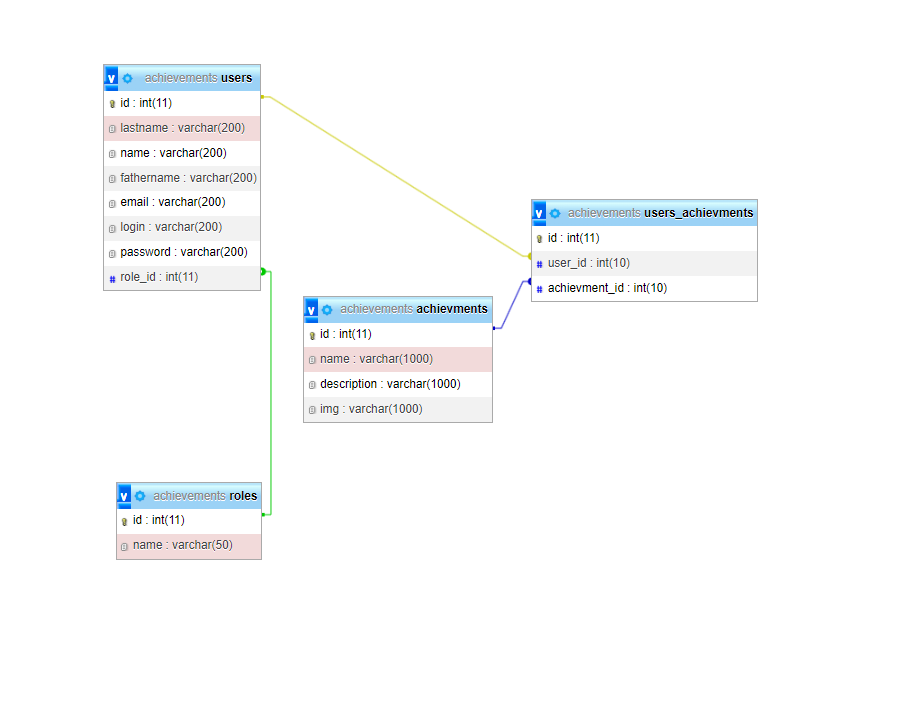 v achievements users
id : int(11)
lastname : varchar(200)
name : varchar(200)
fathername : varchar(200)
email : varchar(200)
login : varchar(200)
password : varchar(200)
# role_id : int(11)
v achievements users_achievments
id : int(11)
# user_id : int(10)
# achievment_id : int(10)
v achievements achievments
id : int(11)
name : varchar(1000)
description : varchar(1000)
img : varchar(1000)
v achievements roles
id : int(11)
name : varchar(50)